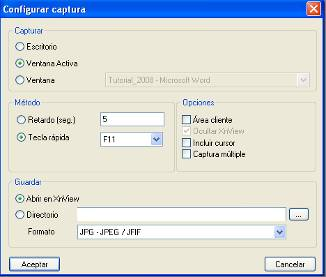 Configurar captura
Capturar
Escritorio
Ventana Activa
Ventana
Tutorial_2008 - Microsoft Word
Método
Retardo (seg.)
5
Tecla rápida
F11
Opciones
Área cliente
Ocultar XnView
Incluir cursor
Captura múltiple
Guardar
Abrir en XnView
Directorio
...
Formato
JPG - JPEG / JFIF
Aceptar
Cancelar